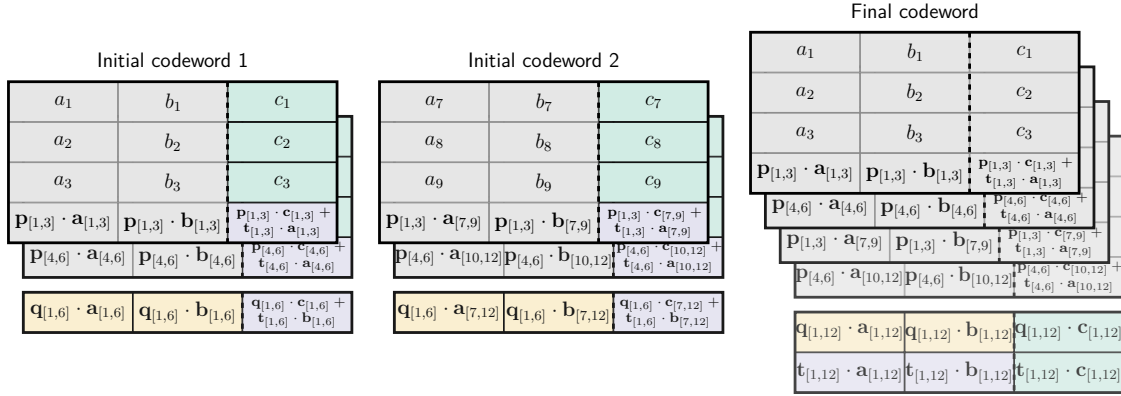 Initial codeword 1
a₁ b₁ c₁
a₂ b₂ c₂
a₃ b₃ c₃
p[1,3] · a[1,3] p[1,3] · b[1,3] p[1,3] · c[1,3] +
t[1,3] · a[1,3]
p[4,6] · a[4,6] p[4,6] · b[4,6] p[4,6] · c[4,6] +
t[4,6] · a[4,6]
q[1,6] · a[1,6] q[1,6] · b[1,6] q[1,6] · c[1,6] +
t[1,6] · b[1,6]
Initial codeword 2
a₇ b₇ c₇
a₈ b₈ c₈
a₉ b₉ c₉
p[1,3] · a[7,9] p[1,3] · b[7,9] p[1,3] · c[7,9] +
t[1,3] · a[7,9]
p[4,6] · a[10,12] p[4,6] · b[10,12] p[4,6] · c[10,12] +
t[4,6] · a[10,12]
q[1,6] · a[7,12] q[1,6] · b[7,12] q[1,6] · c[7,12] +
t[1,6] · b[7,12]
Final codeword
a₁ b₁ c₁
a₂ b₂ c₂
a₃ b₃ c₃
p[1,3] · a[1,3] p[1,3] · b[1,3] p[1,3] · c[1,3] +
t[1,3] · a[1,3]
p[4,6] · a[4,6] p[4,6] · b[4,6] p[4,6] · c[4,6] +
t[4,6] · a[4,6]
p[1,3] · a[7,9] p[1,3] · b[7,9] p[1,3] · c[7,9] +
t[1,3] · a[7,9]
p[4,6] · a[10,12] p[4,6] · b[10,12] p[4,6] · c[10,12] +
t[4,6] · a[10,12]
q[1,12] · a[1,12] q[1,12] · b[1,12] q[1,12] · c[1,12]
t[1,12] · a[1,12] t[1,12] · b[1,12] t[1,12] · c[1,12]